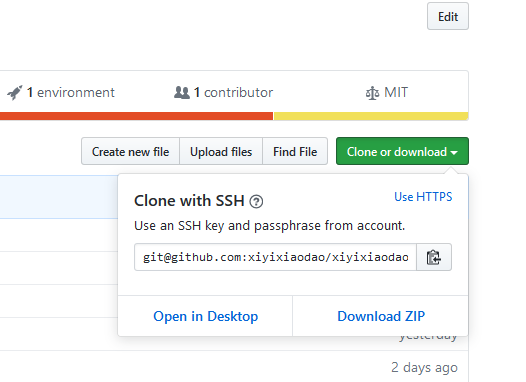 Edit
1 environment
1 contributor
MIT
Create new file
Upload files
Find File
Clone or download
Clone with SSH
Use HTTPS
Use an SSH key and passphrase from account.
git@github.com:xiyixiaodao/xiyixiaodao
Open in Desktop
Download ZIP
yesterday
2 days ago